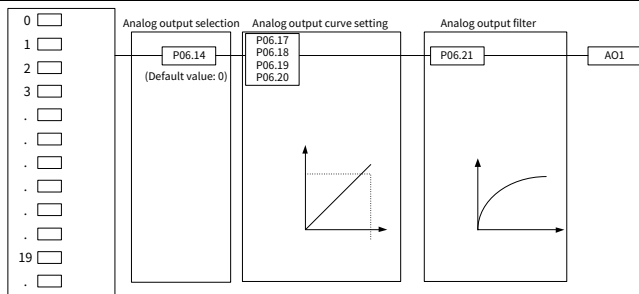 Analog output selection
Analog output curve setting
Analog output filter
0
1
2
3
.
.
.
.
.
.
19
.
P06.14
(Default value: 0)
P06.17
P06.18
P06.19
P06.20
P06.21
AO1